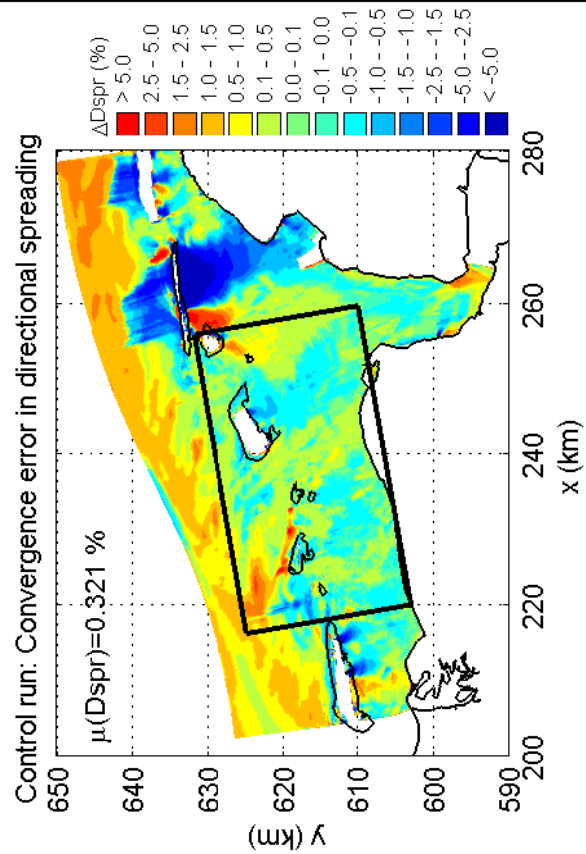 Control run: Convergence error in directional spreading
μ(Dspr)=0.321 %
ΔDspr (%)
> 5.0
2.5 - 5.0
1.5 - 2.5
1.0 - 1.5
0.5 - 1.0
0.1 - 0.5
0.0 - 0.1
-0.1 - 0.0
-0.5 - -0.1
-1.0 - -0.5
-1.5 - -1.0
-2.5 - -1.5
-5.0 - -2.5
< -5.0
y (km)
650
640
630
620
610
600
590
200
220
240
260
280
x (km)